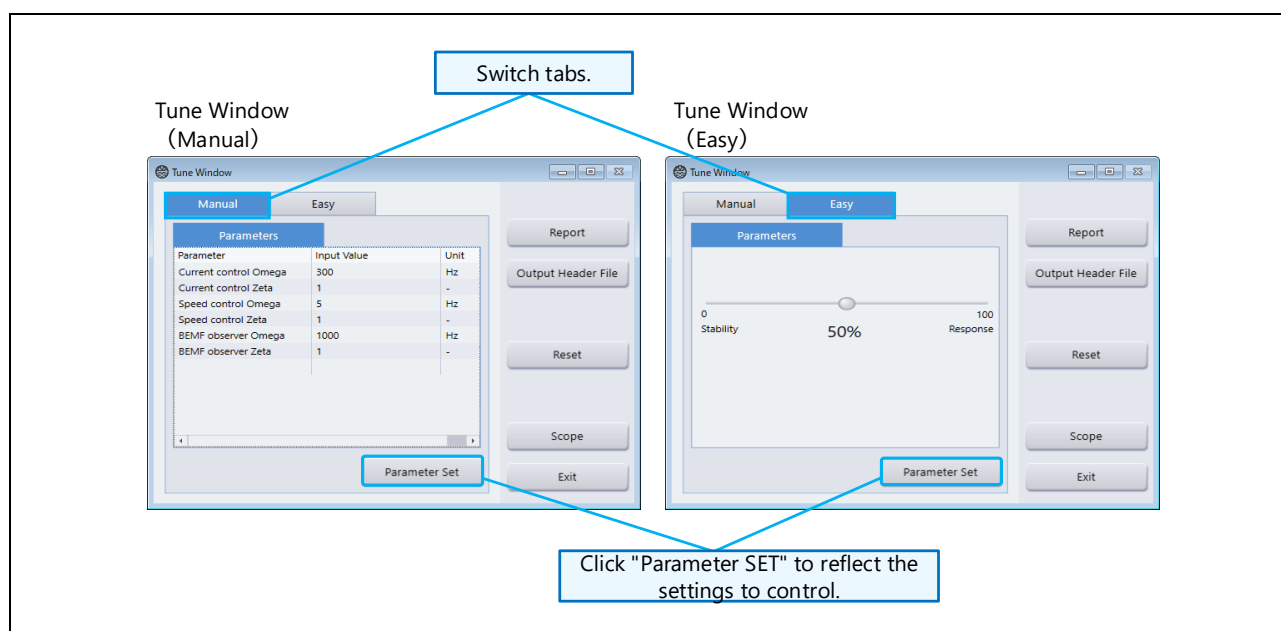 Switch tabs.
Tune Window
（Manual）
Tune Window
Manual Easy
Parameters
Parameter Input Value Unit
Current control Omega 300 Hz
Current control Zeta 1 -
Speed control Omega 5 Hz
Speed control Zeta 1 -
BEMF observer Omega 1000 Hz
BEMF observer Zeta 1 -
Parameter Set
Report
Output Header File
Reset
Scope
Exit
Tune Window
（Easy）
Tune Window
Manual Easy
Parameters
0 100
Stability 50% Response
Parameter Set
Report
Output Header File
Reset
Scope
Exit
Click "Parameter SET" to reflect the
settings to control.